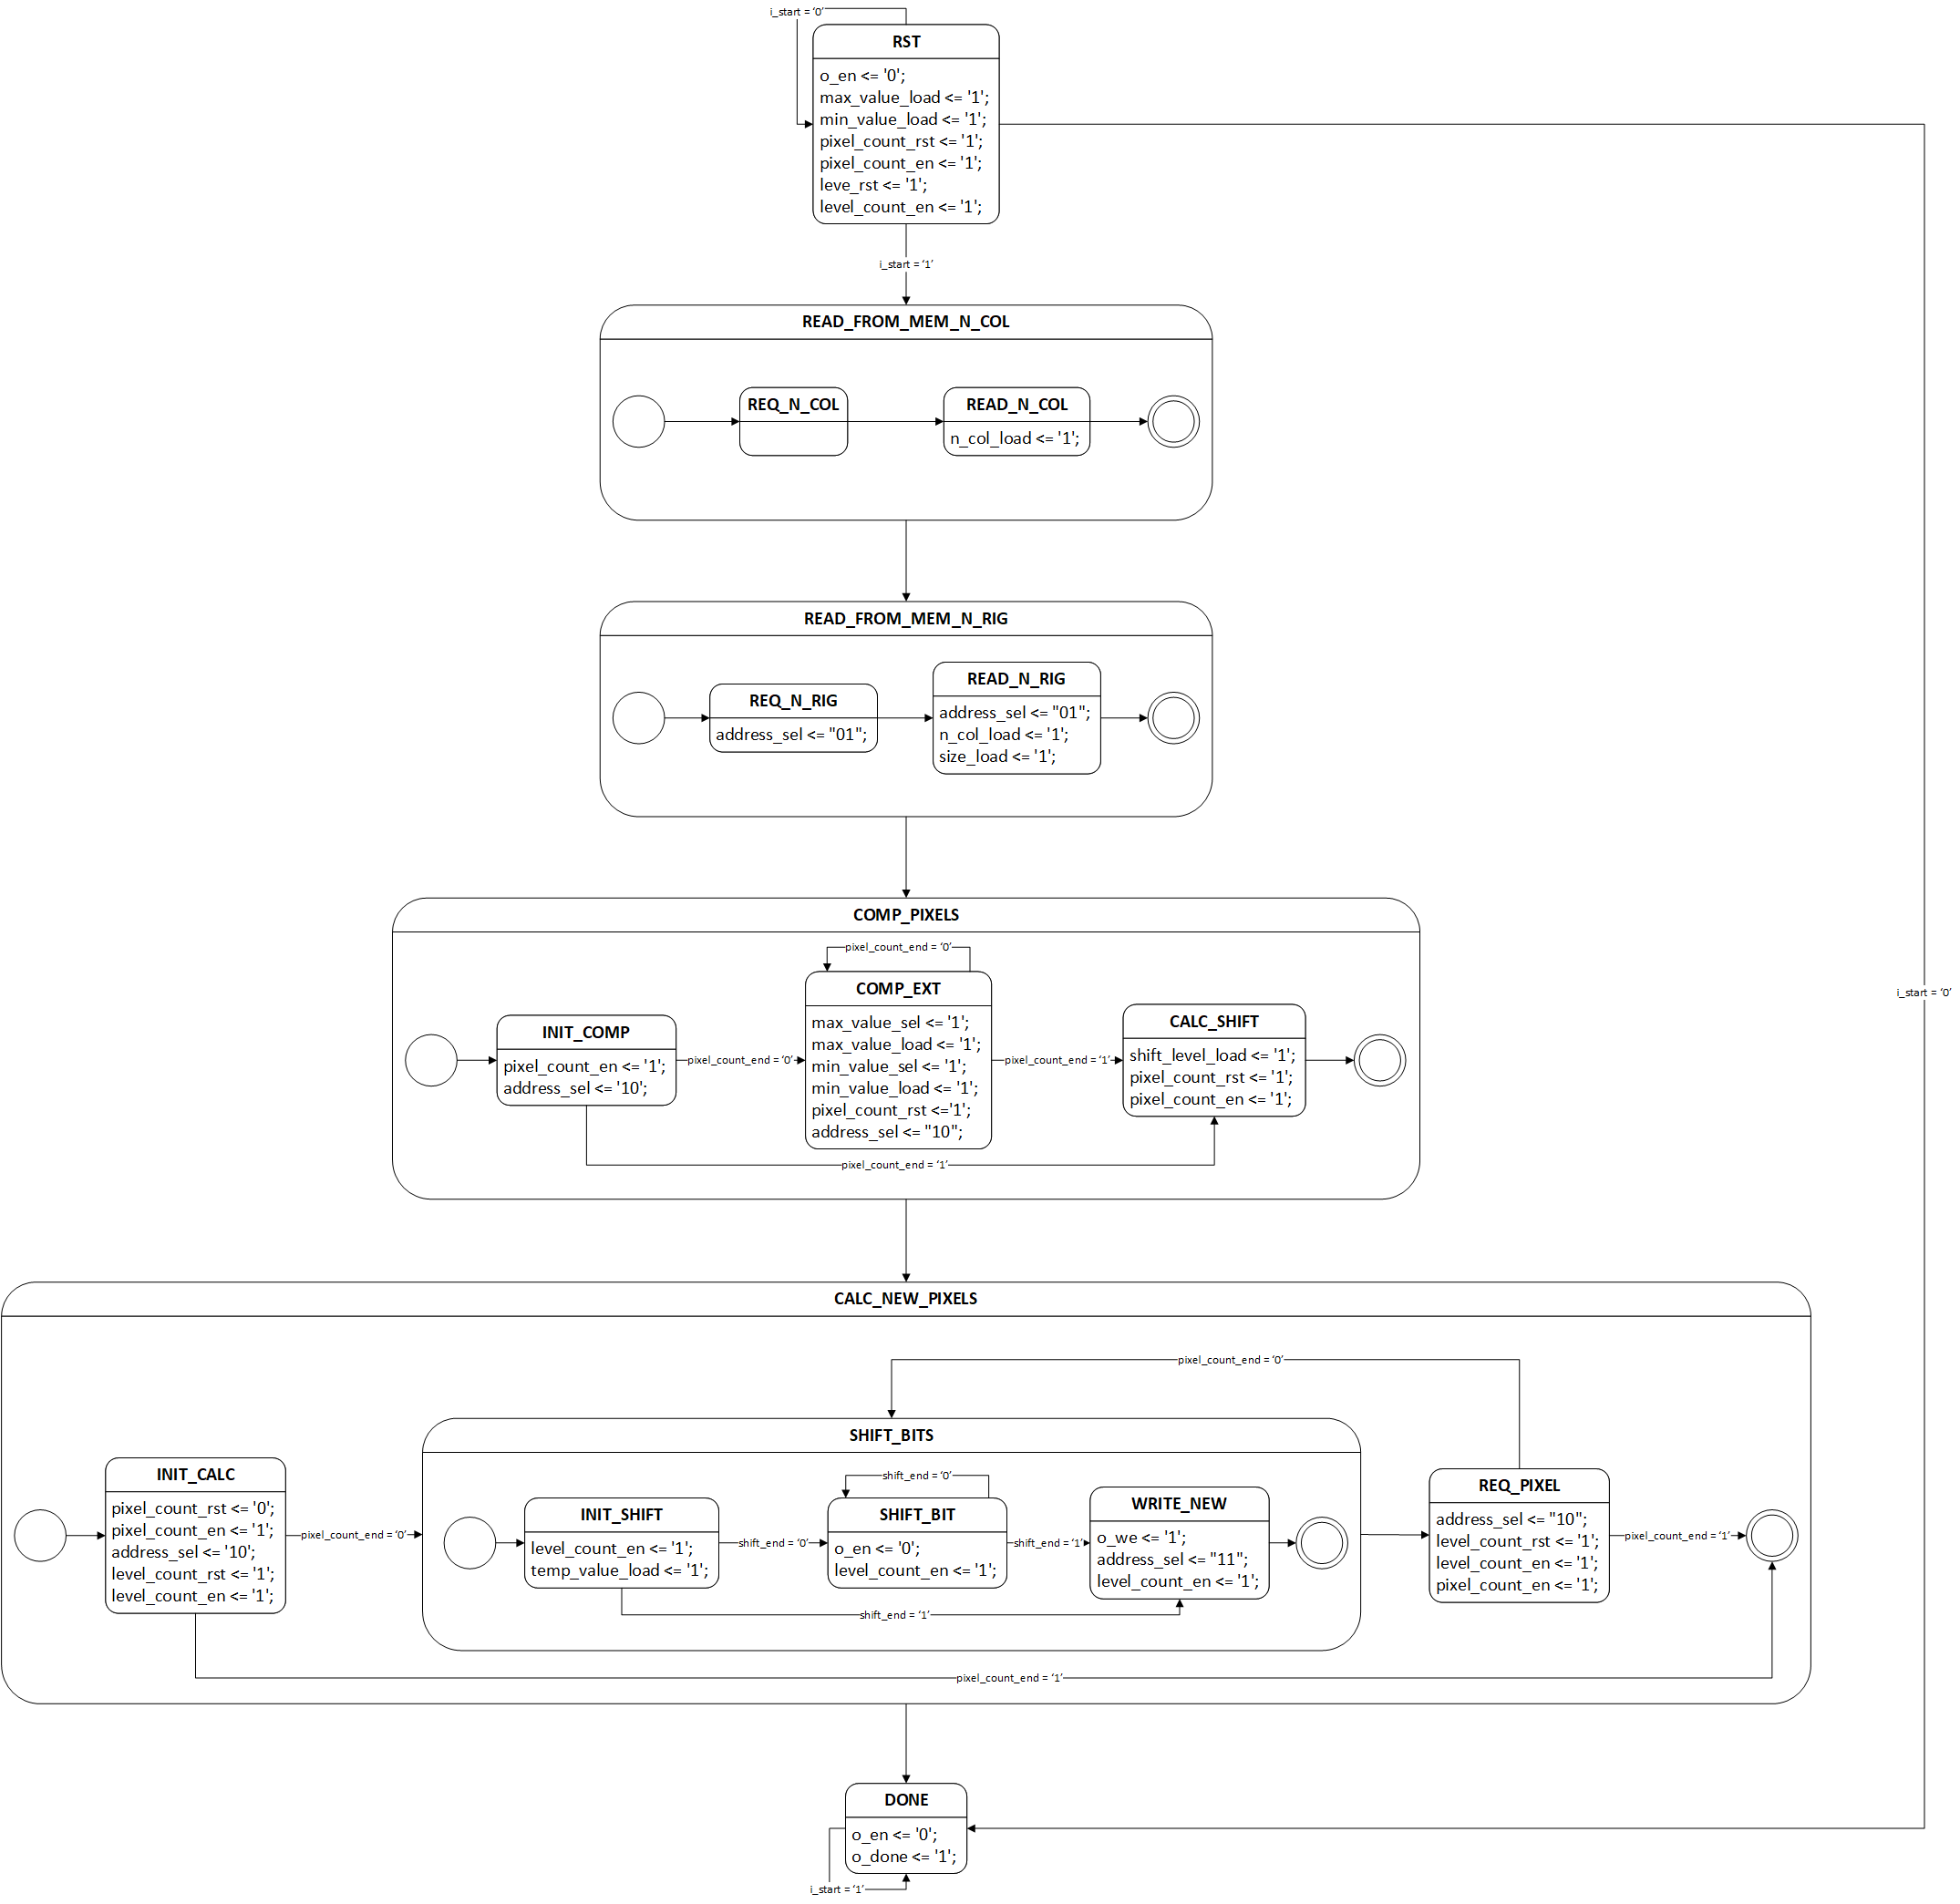 i_start = ‘0’
RST
o_en <= '0';
max_value_load <= '1';
min_value_load <= '1';
pixel_count_rst <= '1';
pixel_count_en <= '1';
leve_rst <= '1';
level_count_en <= '1';
i_start = ‘1’
READ_FROM_MEM_N_COL
REQ_N_COL
READ_N_COL
n_col_load <= '1';
READ_FROM_MEM_N_RIG
REQ_N_RIG
address_sel <= "01";
READ_N_RIG
address_sel <= "01";
n_col_load <= '1';
size_load <= '1';
COMP_PIXELS
pixel_count_end = ‘0’
INIT_COMP
pixel_count_en <= '1';
address_sel <= '10';
pixel_count_end = ‘0’
COMP_EXT
max_value_sel <= '1';
max_value_load <= '1';
min_value_sel <= '1';
min_value_load <= '1';
pixel_count_rst <='1';
address_sel <= "10";
pixel_count_end = ‘1’
CALC_SHIFT
shift_level_load <= '1';
pixel_count_rst <= '1';
pixel_count_en <= '1';
pixel_count_end = ‘1’
i_start = ‘0’
CALC_NEW_PIXELS
pixel_count_end = ‘0’
INIT_CALC
pixel_count_rst <= '0';
pixel_count_en <= '1';
address_sel <= '10';
level_count_rst <= '1';
level_count_en <= '1';
pixel_count_end = ‘0’
SHIFT_BITS
shift_end = ‘0’
INIT_SHIFT
level_count_en <= '1';
temp_value_load <= '1';
shift_end = ‘0’
SHIFT_BIT
o_en <= '0';
level_count_en <= '1';
shift_end = ‘1’
WRITE_NEW
o_we <= '1';
address_sel <= "11";
level_count_en <= '1';
shift_end = ‘1’
REQ_PIXEL
address_sel <= "10";
level_count_rst <= '1';
level_count_en <= '1';
pixel_count_en <= '1';
pixel_count_end = ‘1’
pixel_count_end = ‘1’
DONE
o_en <= '0';
o_done <= '1';
i_start = ‘1’